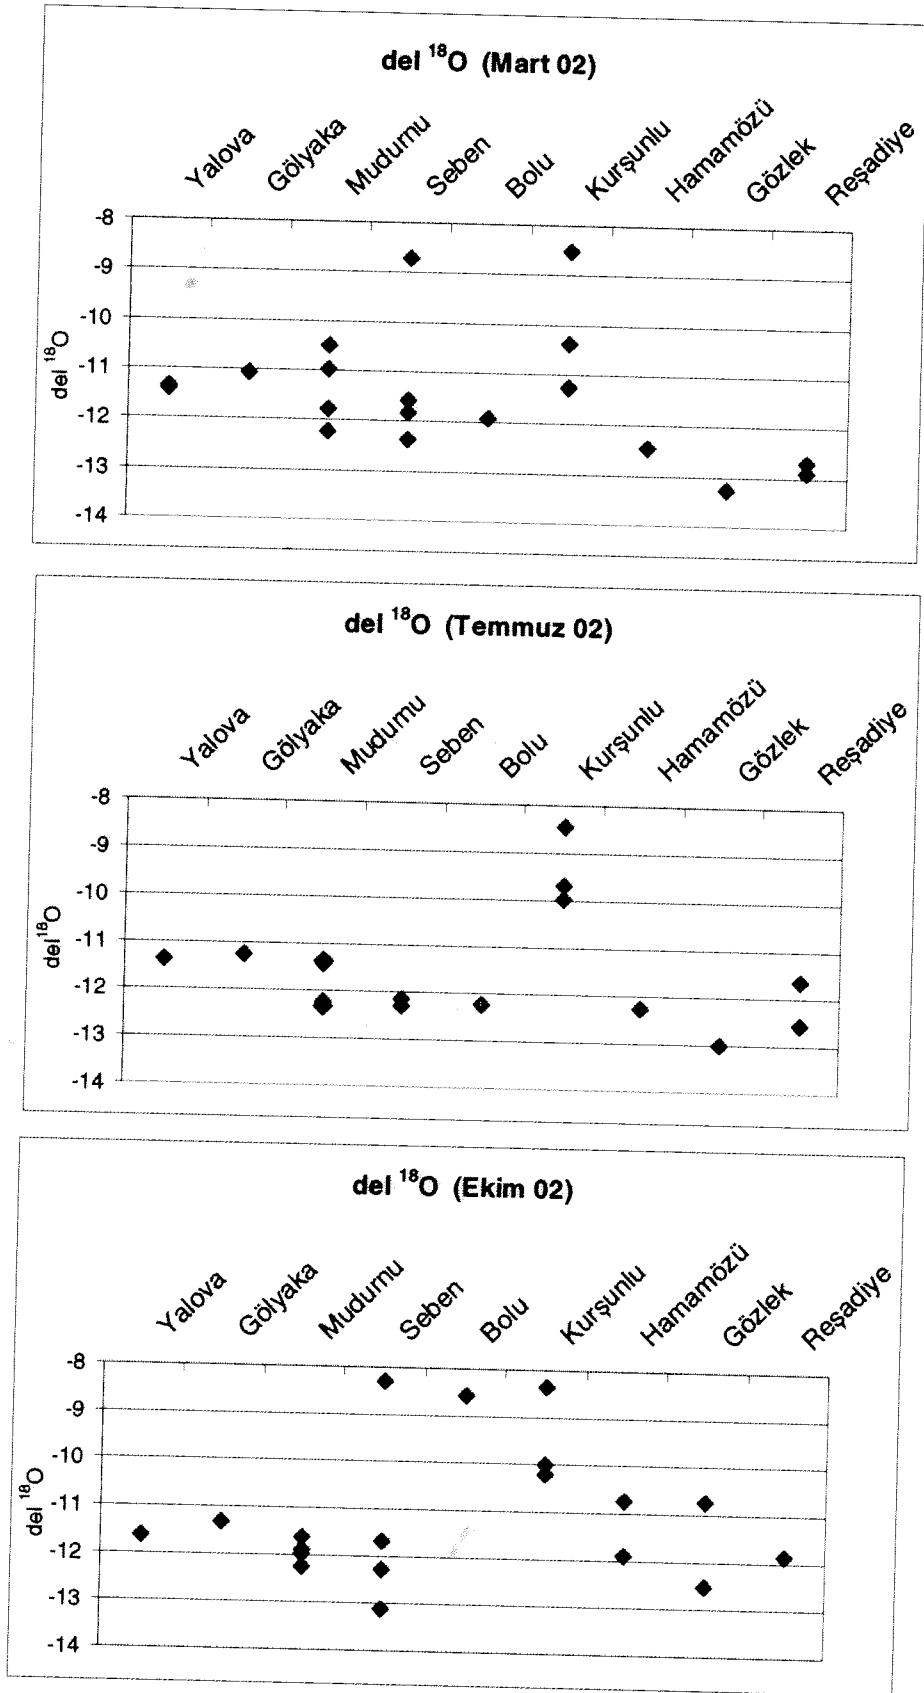 del ¹⁸O (Mart 02)
Yalova Gölyaka Mudurnu Seben Bolu Kurşunlu Hamamözü Gözlek Reşadiye
-8
-9
-10
-11
-12
-13
-14
del ¹⁸O
del ¹⁸O (Temmuz 02)
Yalova Gölyaka Mudurnu Seben Bolu Kurşunlu Hamamözü Gözlek Reşadiye
-8
-9
-10
-11
-12
-13
-14
del¹⁸O
del ¹⁸O (Ekim 02)
Yalova Gölyaka Mudurnu Seben Bolu Kurşunlu Hamamözü Gözlek Reşadiye
-8
-9
-10
-11
-12
-13
-14
del ¹⁸O